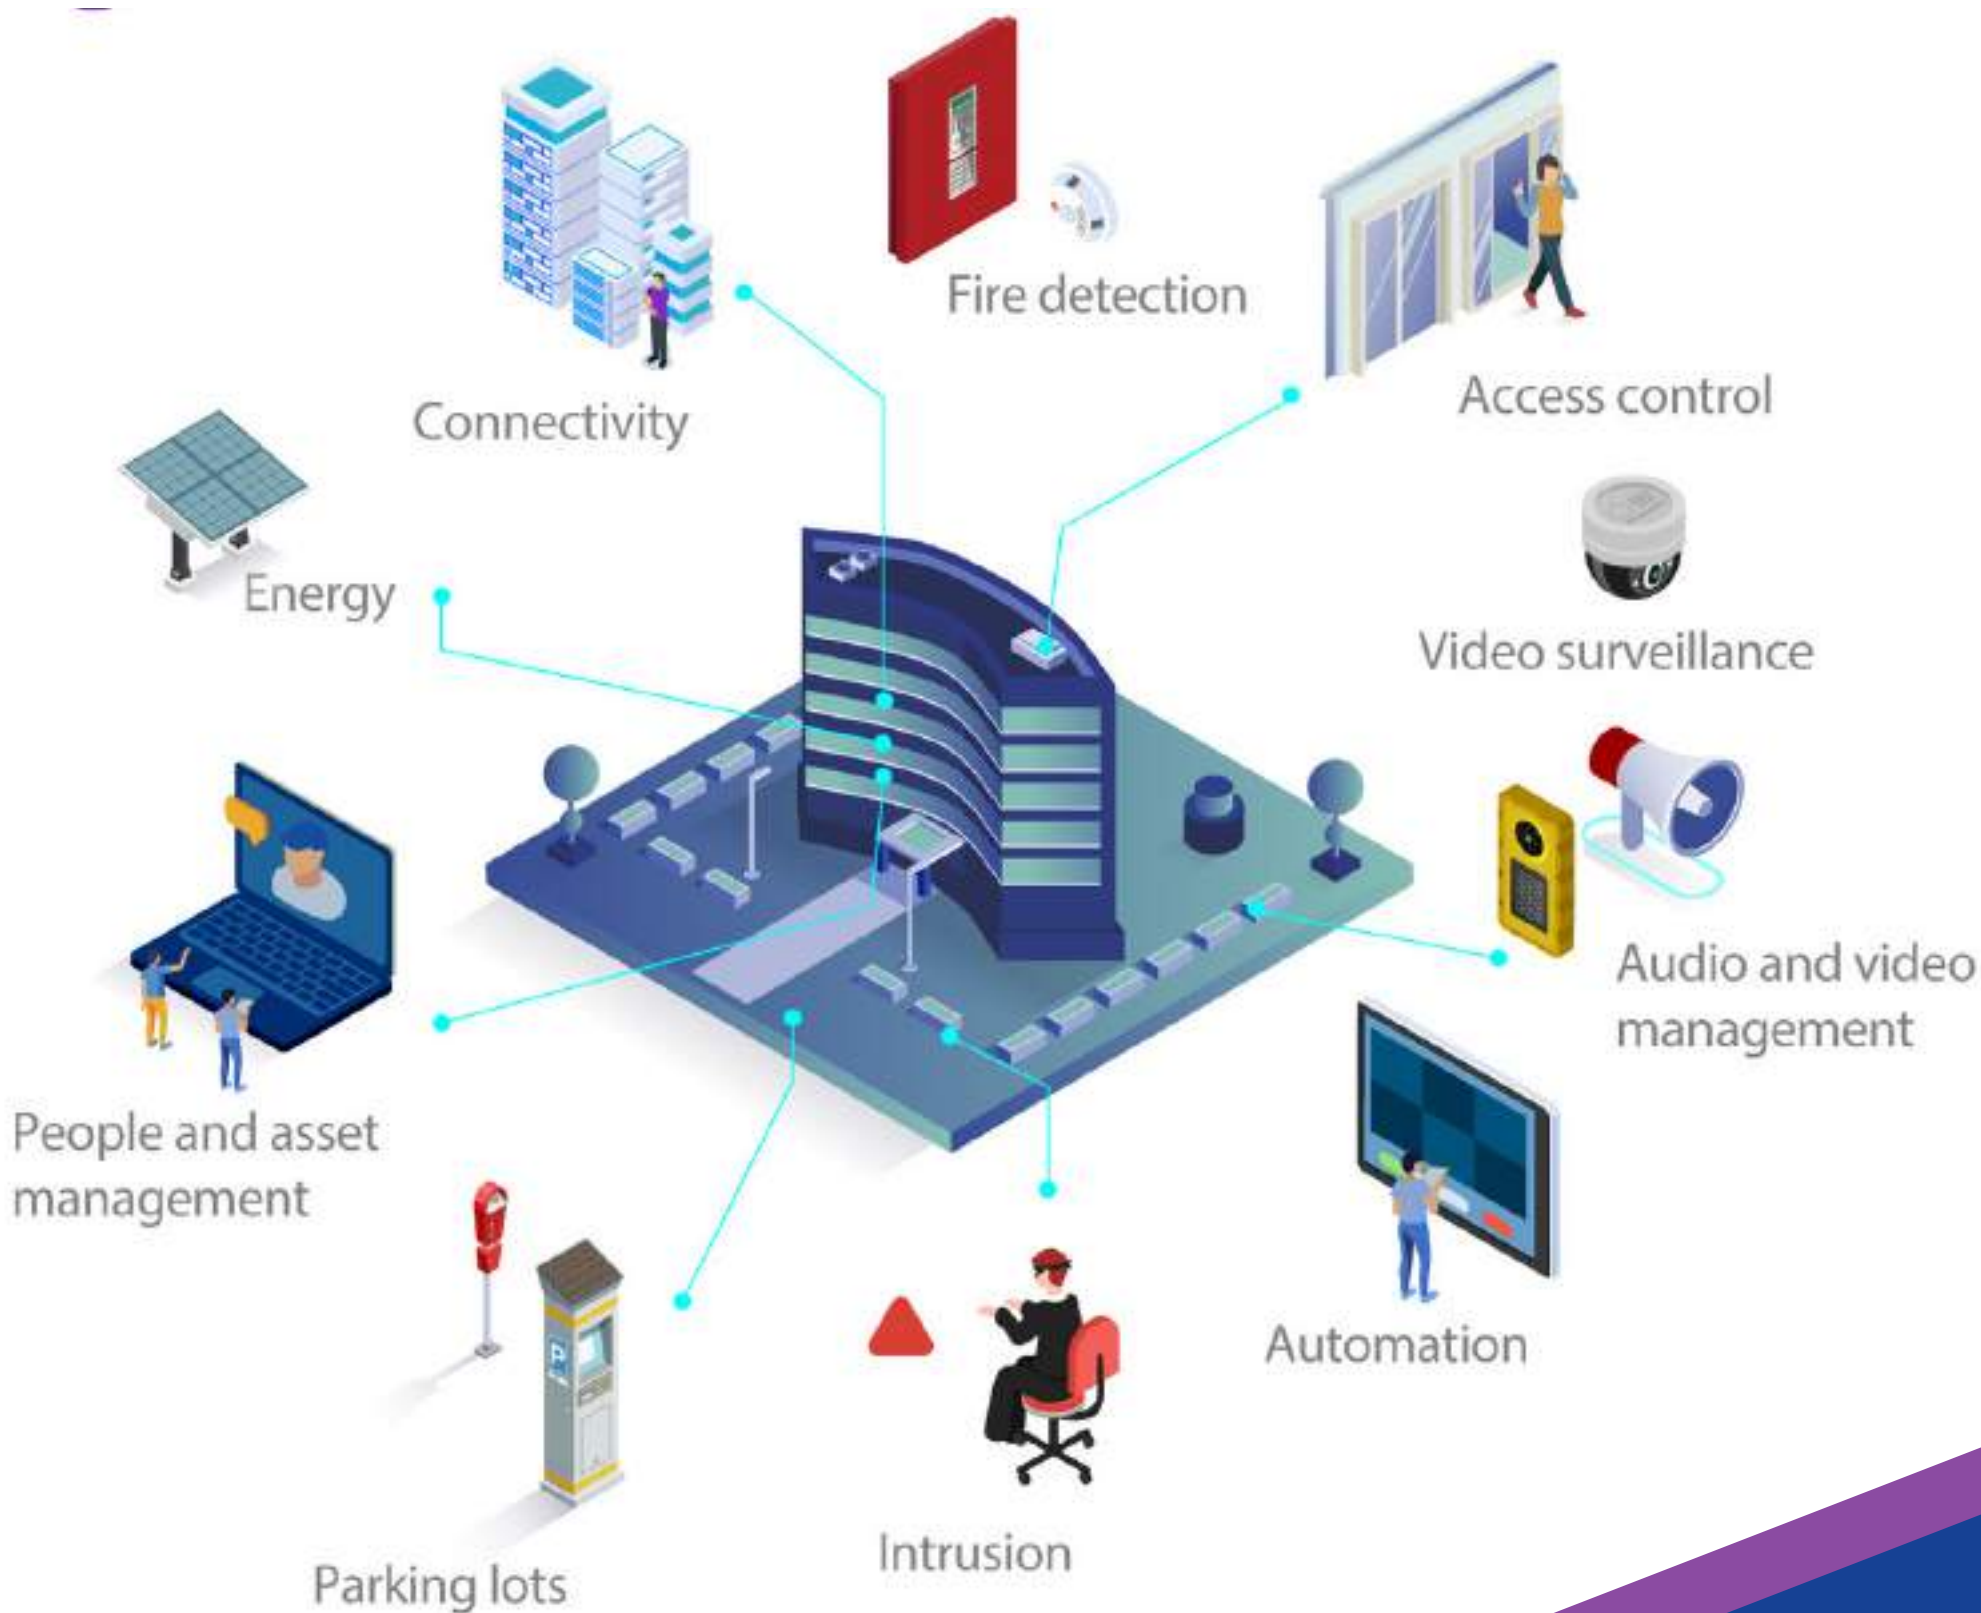 Fire detection
Access control
Connectivity
Energy
Video surveillance
Audio and video
management
People and asset
management
P
Automation
Intrusion
Parking lots